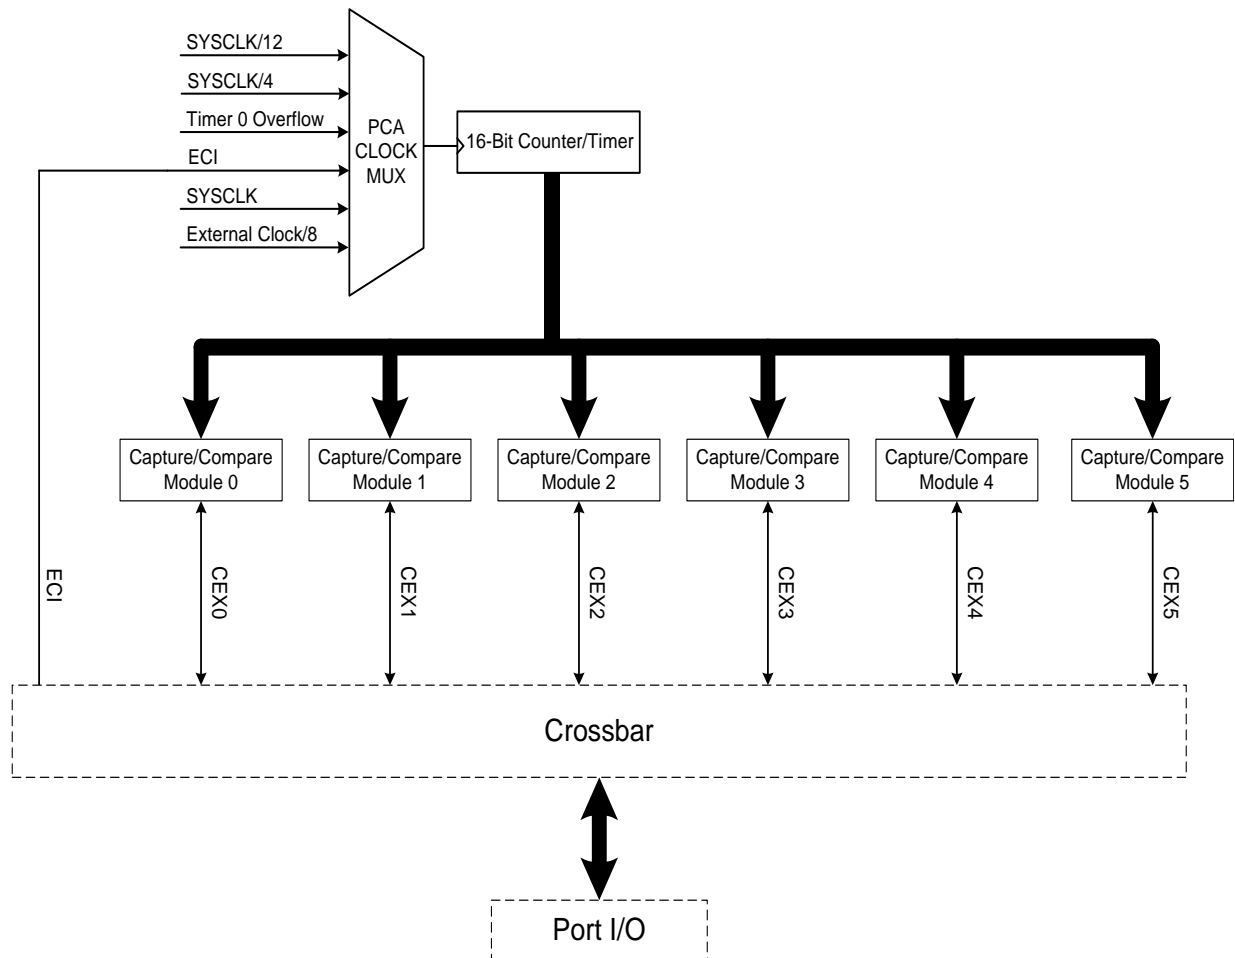 SYSCLK/12
SYSCLK/4
Timer 0 Overflow
ECI
SYSCLK
External Clock/8
PCA
CLOCK
MUX
16-Bit Counter/Timer
Capture/Compare
Module 0
Capture/Compare
Module 1
Capture/Compare
Module 2
Capture/Compare
Module 3
Capture/Compare
Module 4
Capture/Compare
Module 5
ECI
CEX0
CEX1
CEX2
CEX3
CEX4
CEX5
Crossbar
Port I/O